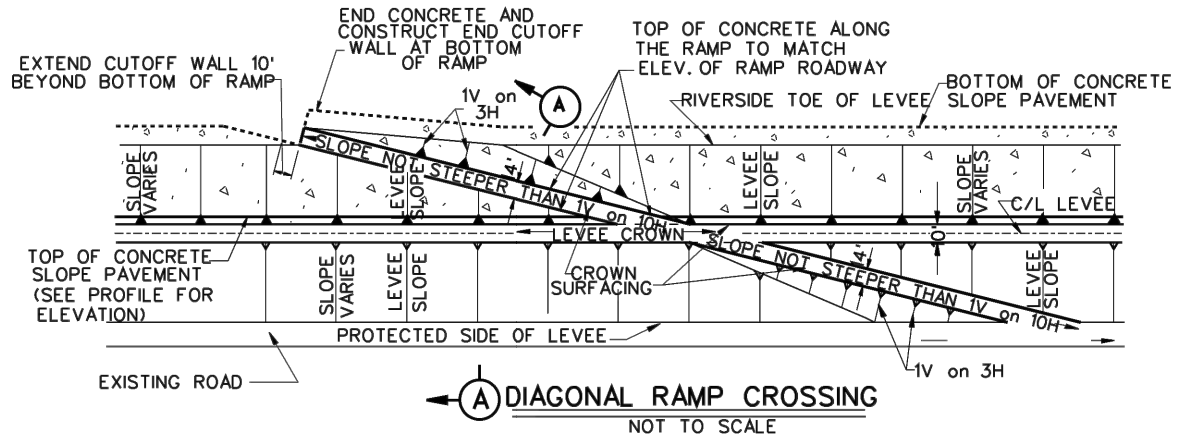 END CONCRETE AND
CONSTRUCT END CUTOFF
WALL AT BOTTOM
OF RAMP
TOP OF CONCRETE ALONG
THE RAMP TO MATCH
ELEV. OF RAMP ROADWAY
EXTEND CUTOFF WALL 10'
BEYOND BOTTOM OF RAMP
1V on
3H
A
BOTTOM OF CONCRETE
SLOPE PAVEMENT
RIVERSIDE TOE OF LEVEE
SLOPE NOT STEEPER THAN 1V on 10H
14'
SLOPE
VARIES
LEVEE
SLOPE
LEVEE
SLOPE
SLOPE
VARIES
C/L LEVEE
LEVEE CROWN
10'
TOP OF CONCRETE
SLOPE PAVEMENT
(SEE PROFILE FOR
ELEVATION)
SLOPE
VARIES
LEVEE
SLOPE
CROWN
SURFACING
SLOPE NOT STEEPER THAN 1V on 10H
14'
LEVEE
SLOPE
PROTECTED SIDE OF LEVEE
EXISTING ROAD
1V on 3H
A
DIAGONAL RAMP CROSSING
NOT TO SCALE